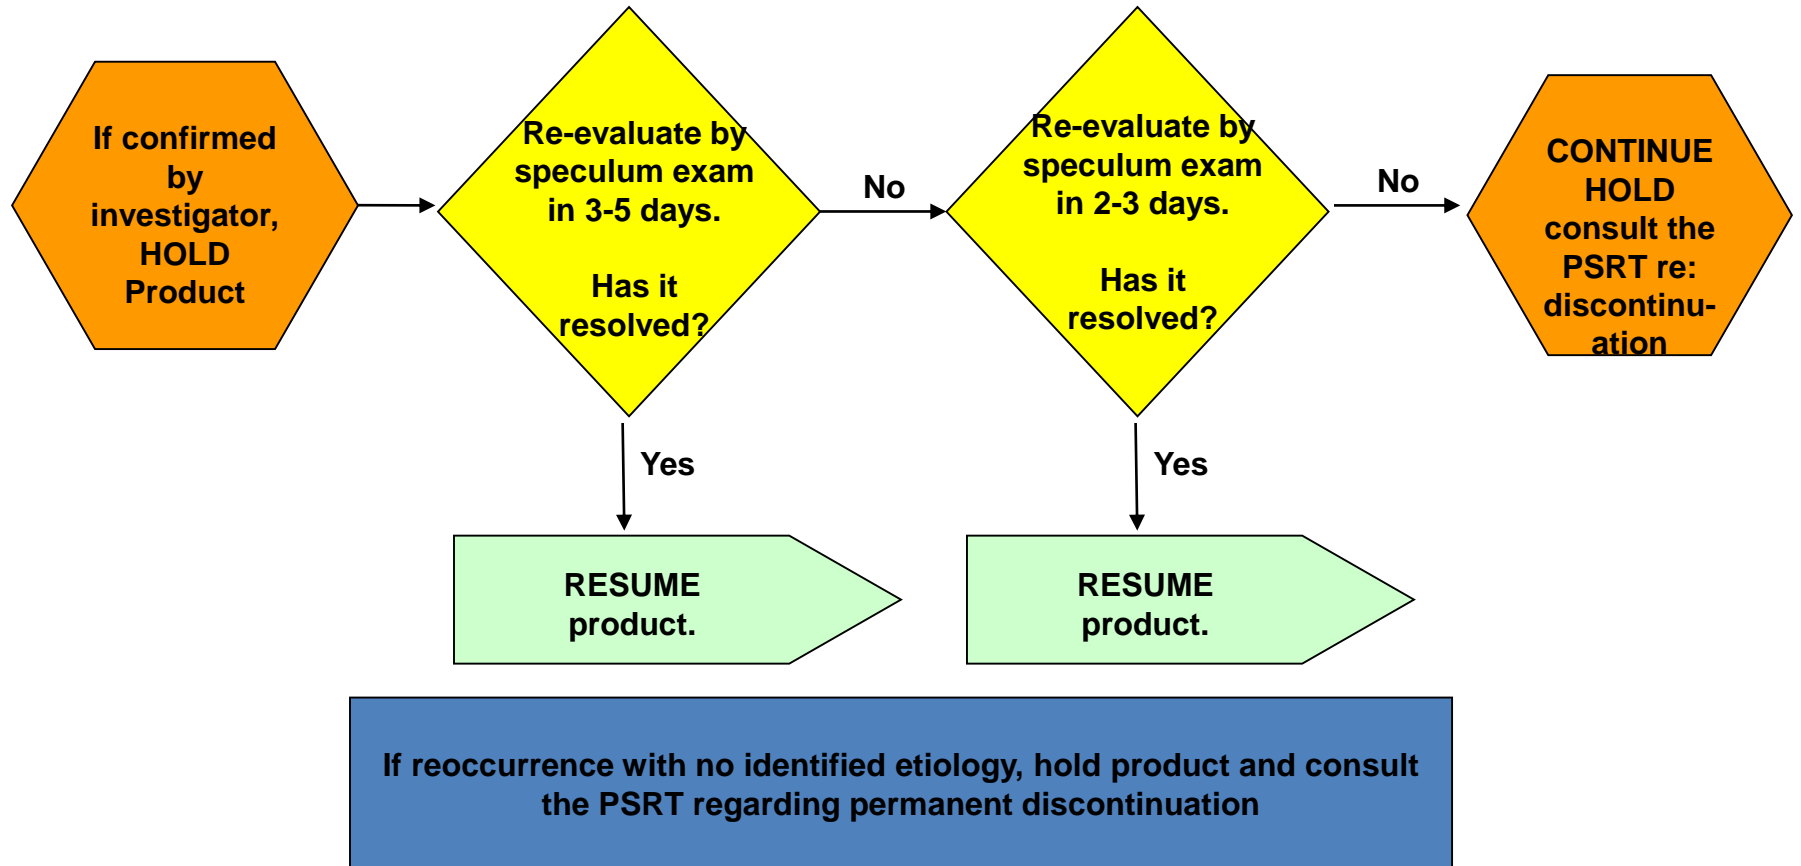 If confirmed
by
investigator,
HOLD
Product
Re-evaluate by
speculum exam
in 3-5 days.
Has it
resolved?
No
Re-evaluate by
speculum exam
in 2-3 days.
Has it
resolved?
No
CONTINUE
HOLD
consult the
PSRT re:
discontinu-
ation
Yes
Yes
RESUME
product.
RESUME
product.
If reoccurrence with no identified etiology, hold product and consult
the PSRT regarding permanent discontinuation